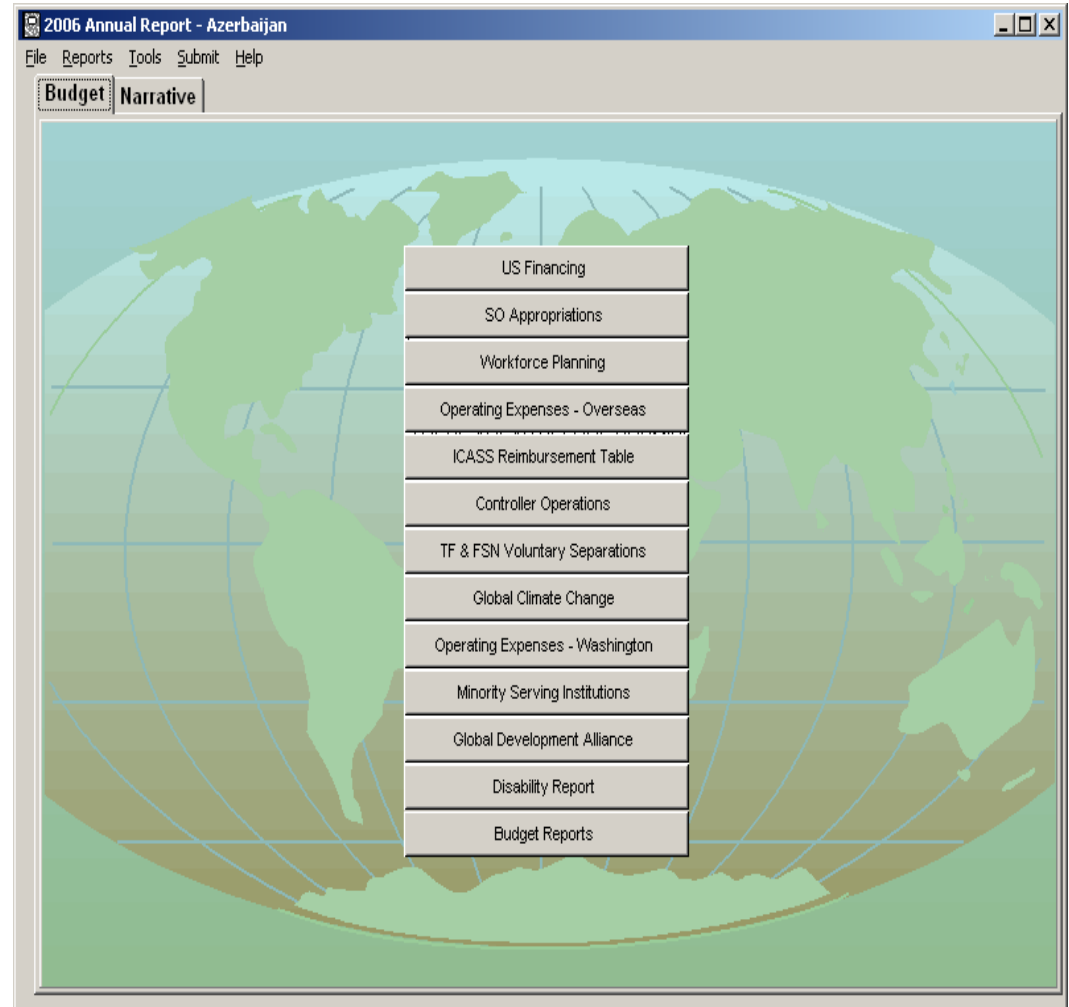 2006 Annual Report - Azerbaijan
File Reports Tools Submit Help
Budget Narrative
US Financing
SO Appropriations
Workforce Planning
Operating Expenses - Overseas
ICASS Reimbursement Table
Controller Operations
TF & FSN Voluntary Separations
Global Climate Change
Operating Expenses - Washington
Minority Serving Institutions
Global Development Alliance
Disability Report
Budget Reports